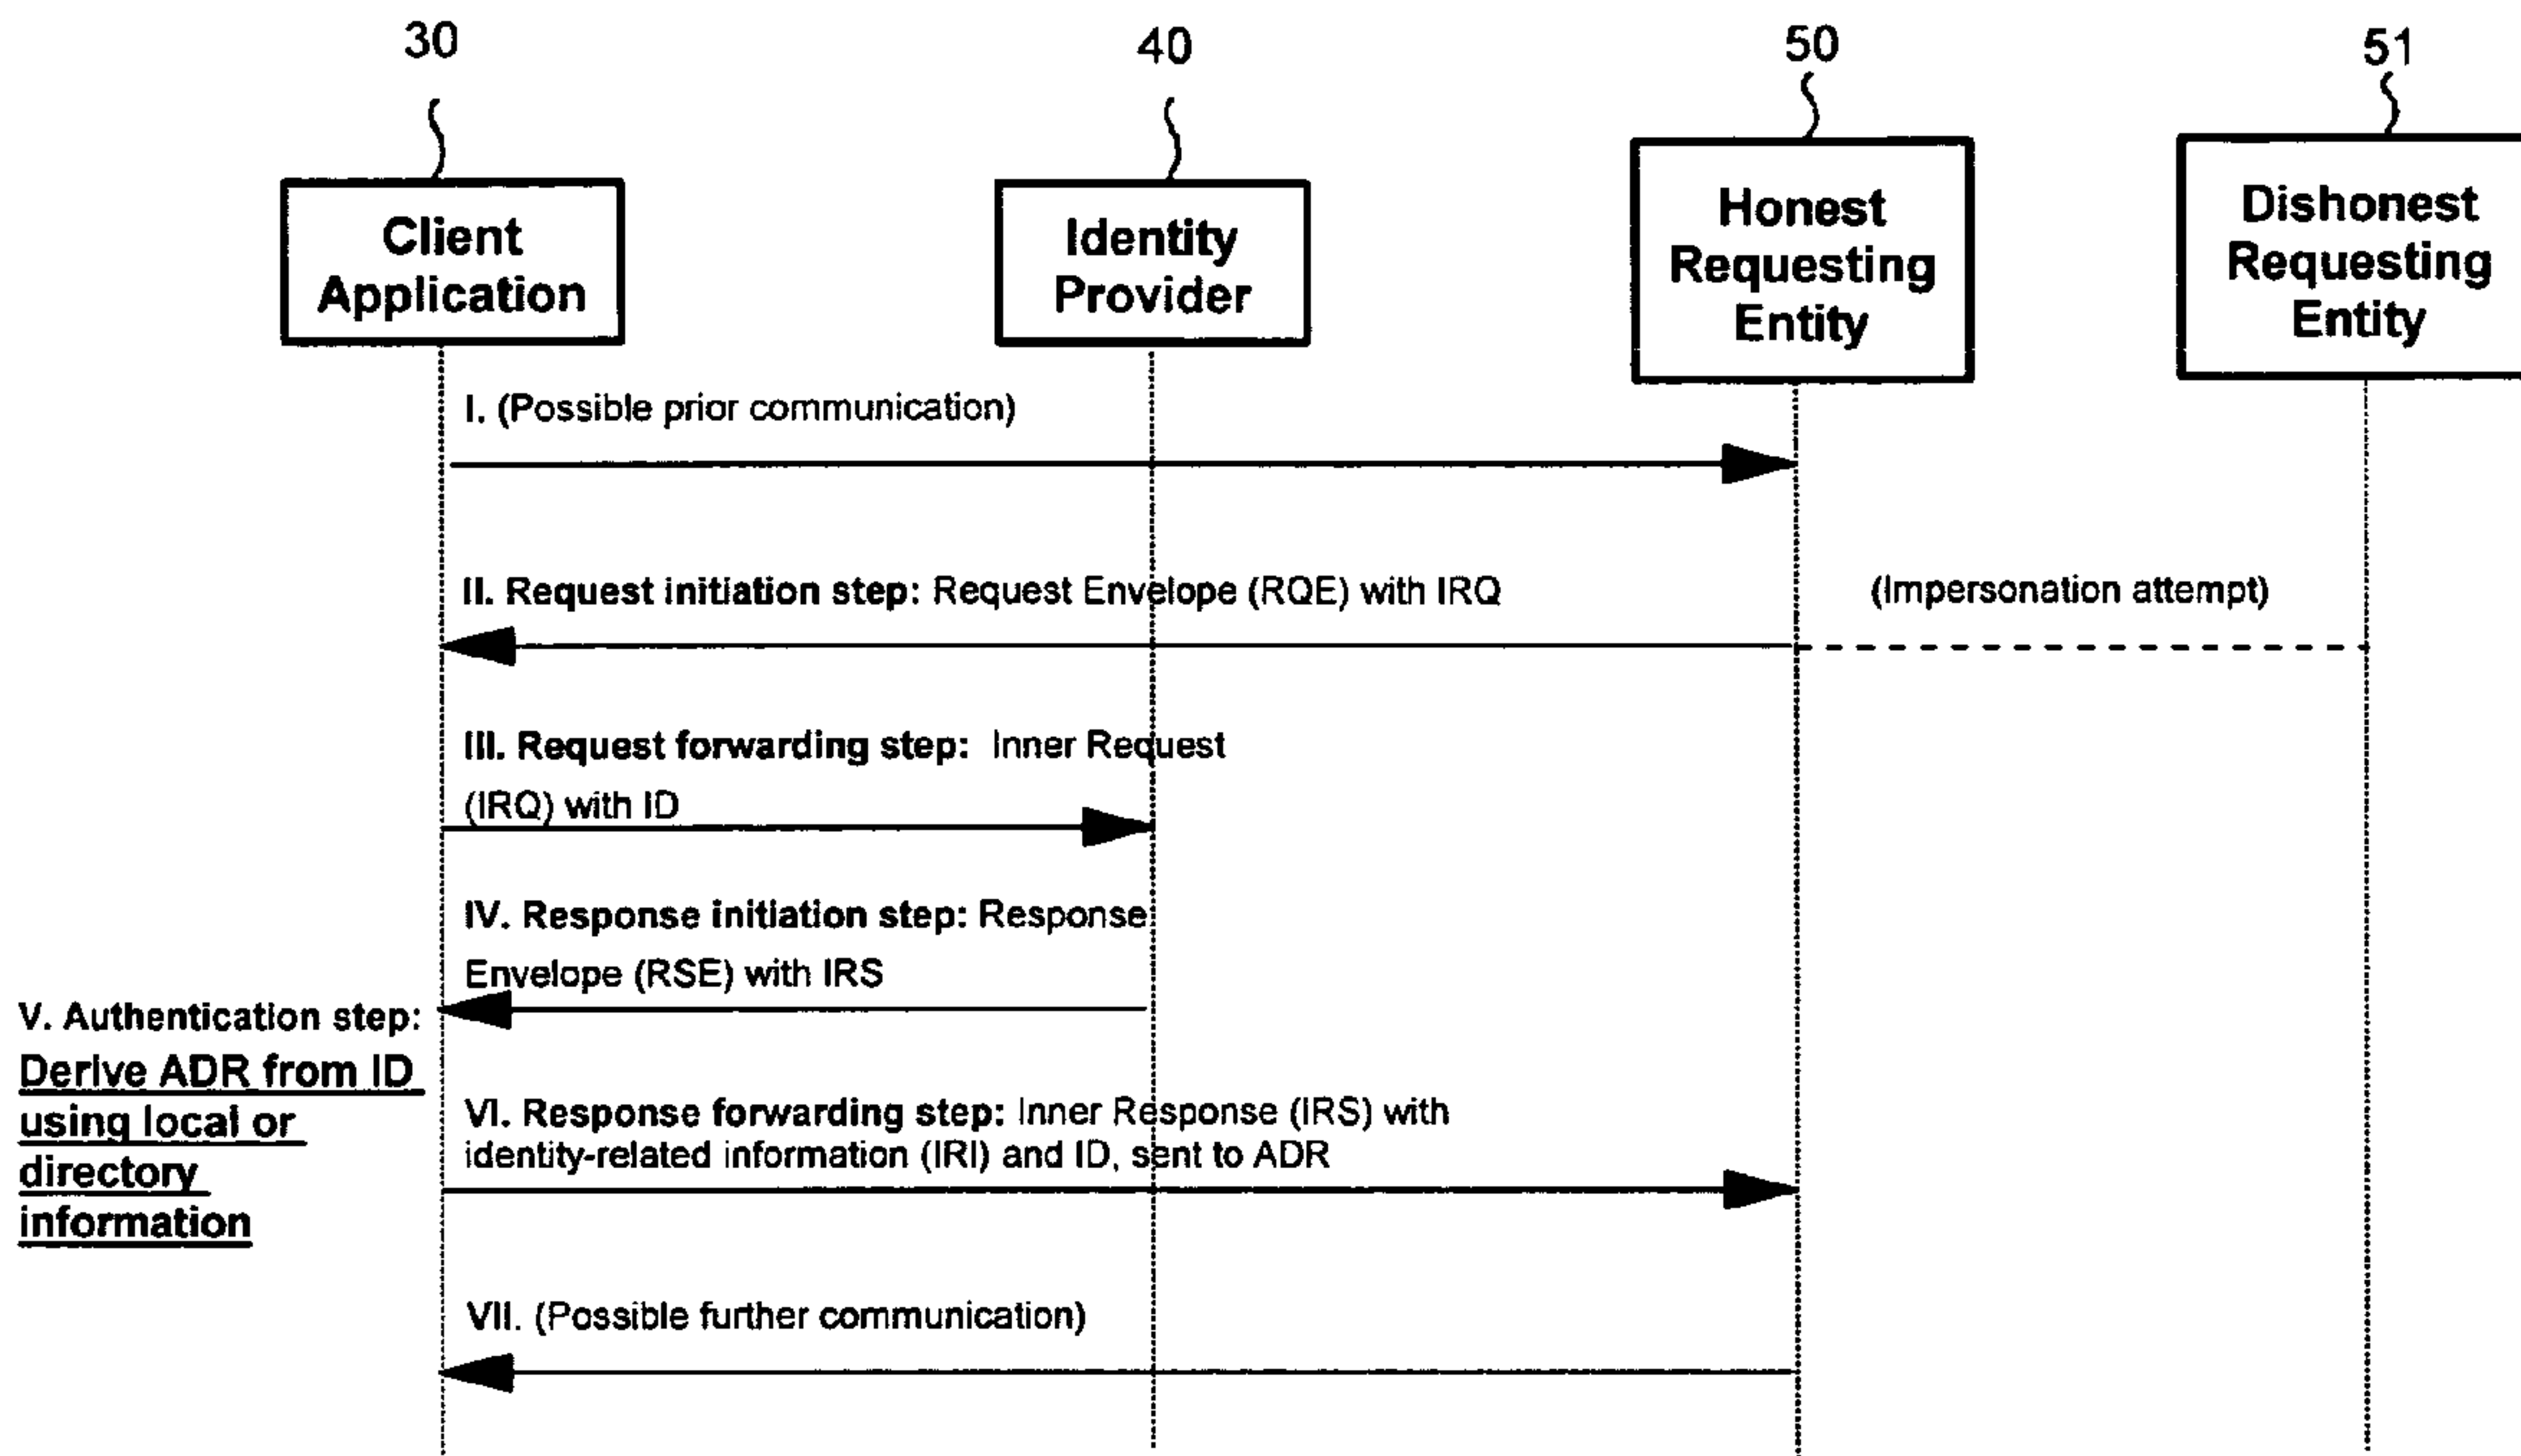 30
40
50
51
Client
Application
Identity
Provider
Honest
Requesting
Entity
Dishonest
Requesting
Entity
I. (Possible prior communication)
II. Request initiation step: Request Envelope (RQE) with IRQ
(Impersonation attempt)
III. Request forwarding step: Inner Request
(IRQ) with ID
IV. Response initiation step: Response
Envelope (RSE) with IRS
V. Authentication step:
Derive ADR from ID
using local or
directory
information
VI. Response forwarding step: Inner Response (IRS) with
identity-related information (IRI) and ID, sent to ADR
VII. (Possible further communication)